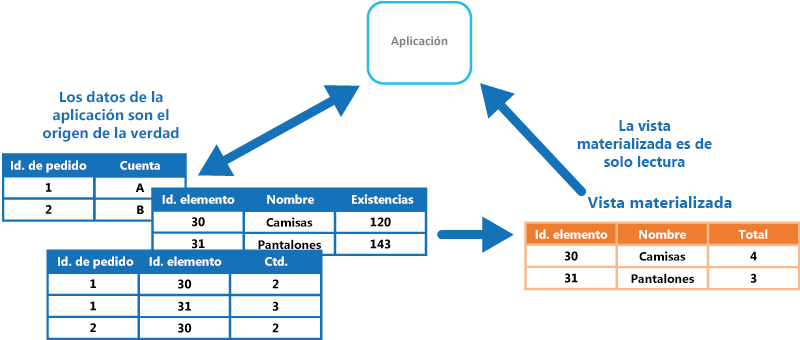 Aplicación
Los datos de la
aplicación son el
origen de la verdad
Id. de pedido Cuenta
1 A
2 B
Id. elemento Nombre Existencias
30 Camisas 120
31 Pantalones 143
Id. de pedido Id. elemento Ctd.
1 30 2
1 31 3
2 30 2
La vista
materializada es de
solo lectura
Vista materializada
Id. elemento Nombre Total
30 Camisas 4
31 Pantalones 3